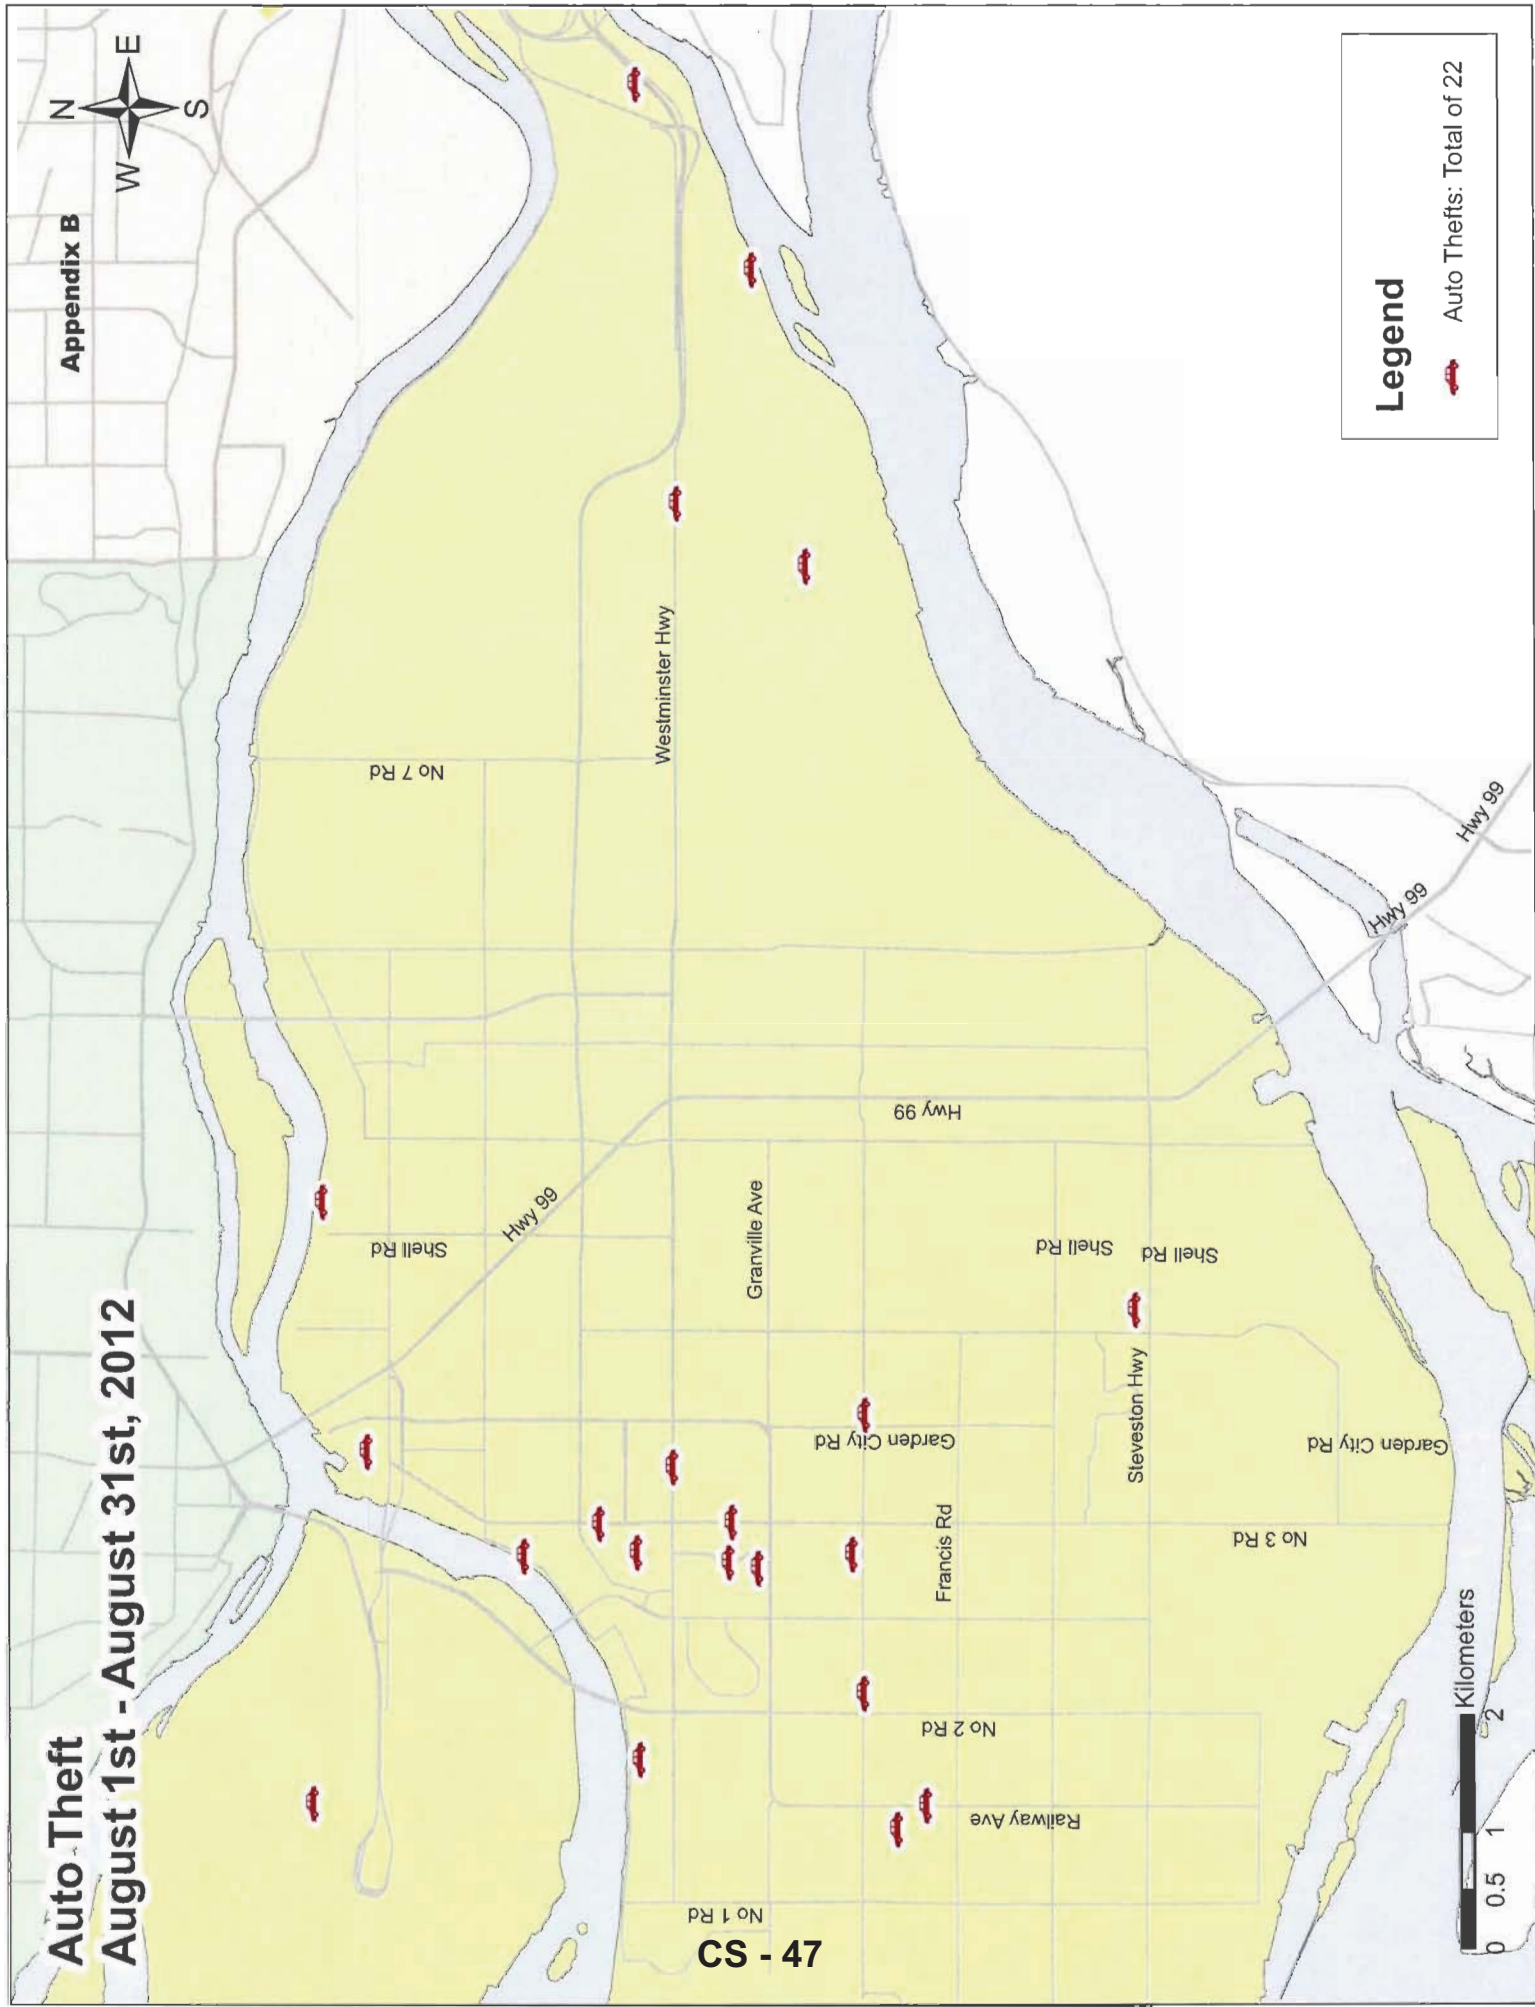 Auto Theft
August 1st - August 31st, 2012
Appendix B
N
W
E
S
No 7 Rd
Westminster Hwy
Shell Rd
Hwy 99
Granville Ave
Hwy 99
Shell Rd
Shell Rd
Hwy 99
Hwy 99
Garden City Rd
Steveston Hwy
Garden City Rd
Francis Rd
No 3 Rd
No 2 Rd
Railway Ave
No 1 Rd
Legend
Auto Thefts: Total of 22
0 0.5 1 2
Kilometers
CS - 47